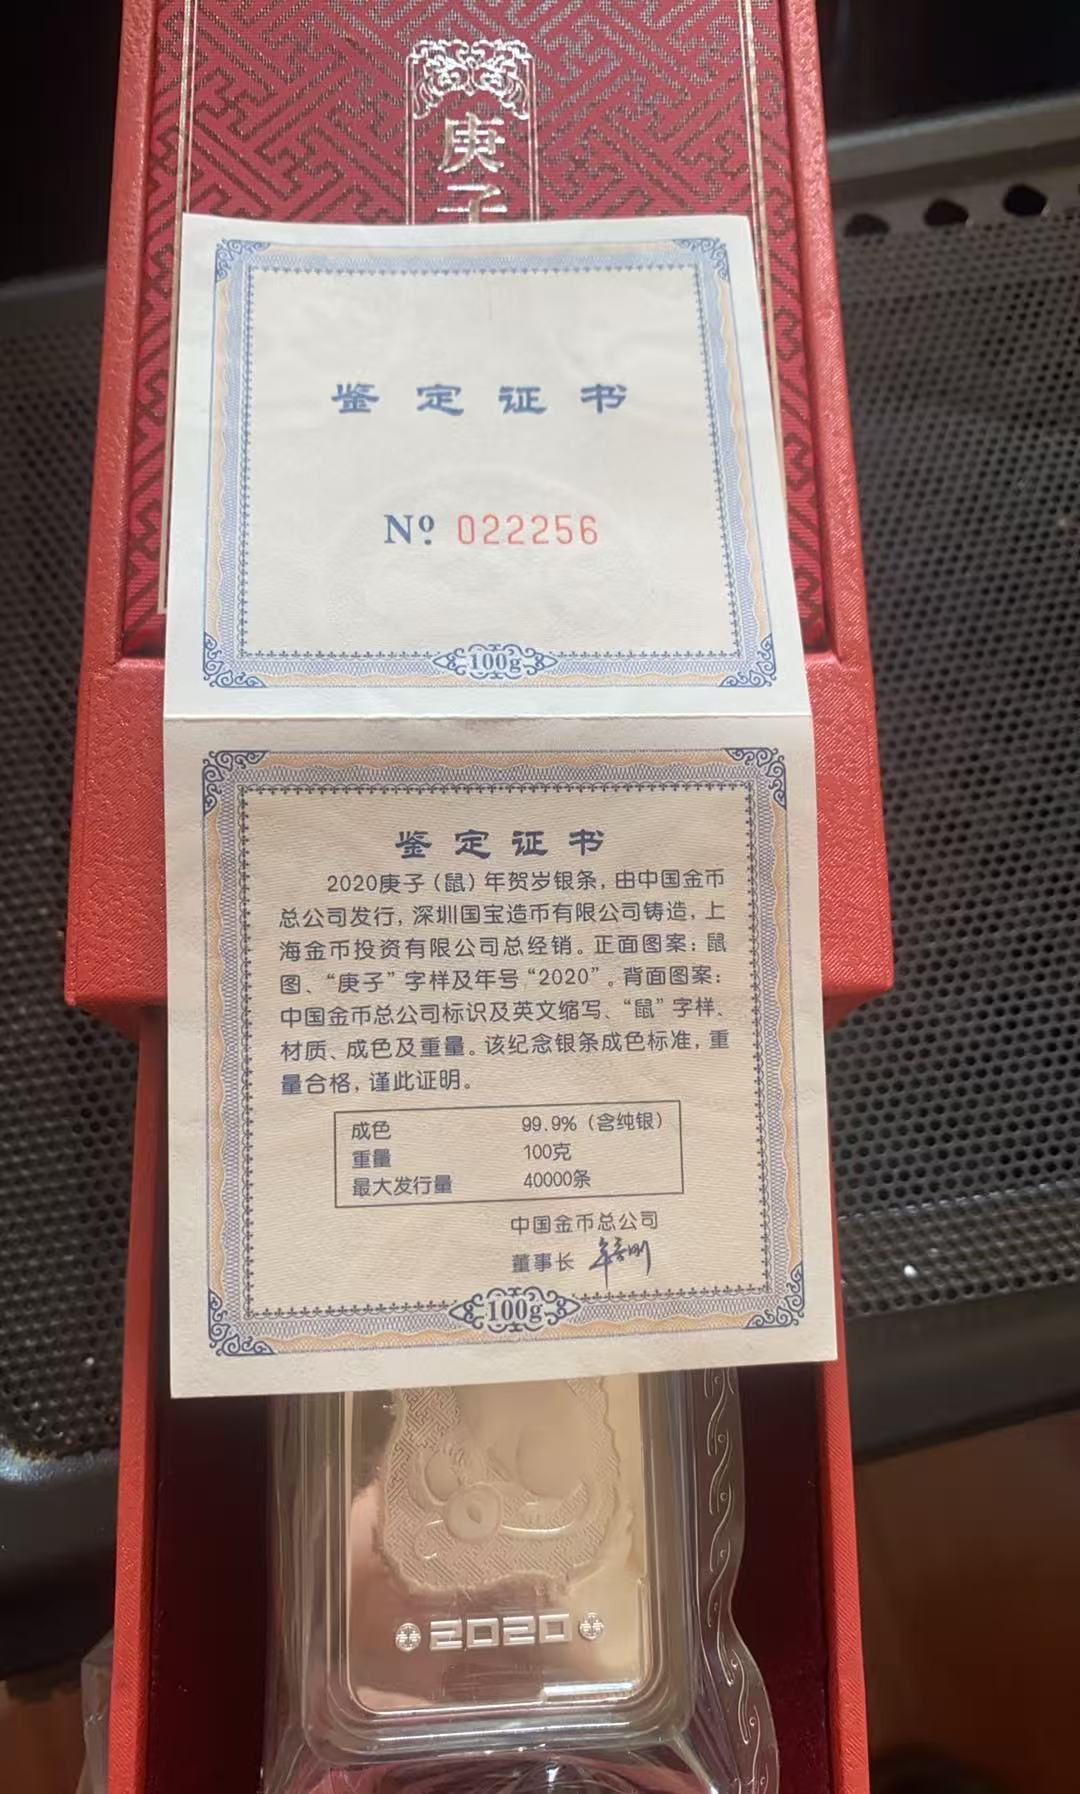 庚子
鉴定证书
Nº 022256
100g
鉴定证书
2020庚子（鼠）年贺岁银条，由中国金币
总公司发行，深圳国宝造币有限公司铸造，上
海金币投资有限公司总经销。正面图案：鼠
图、“庚子”字样及年号“2020”。背面图案：
中国金币总公司标识及英文缩写、“鼠”字样、
材质、成色及重量。该纪念银条成色标准，重
量合格，谨此证明。
成色 99.9%（含纯银）
重量 100克
最大发行量 40000条
中国金币总公司
董事长
100g
2020